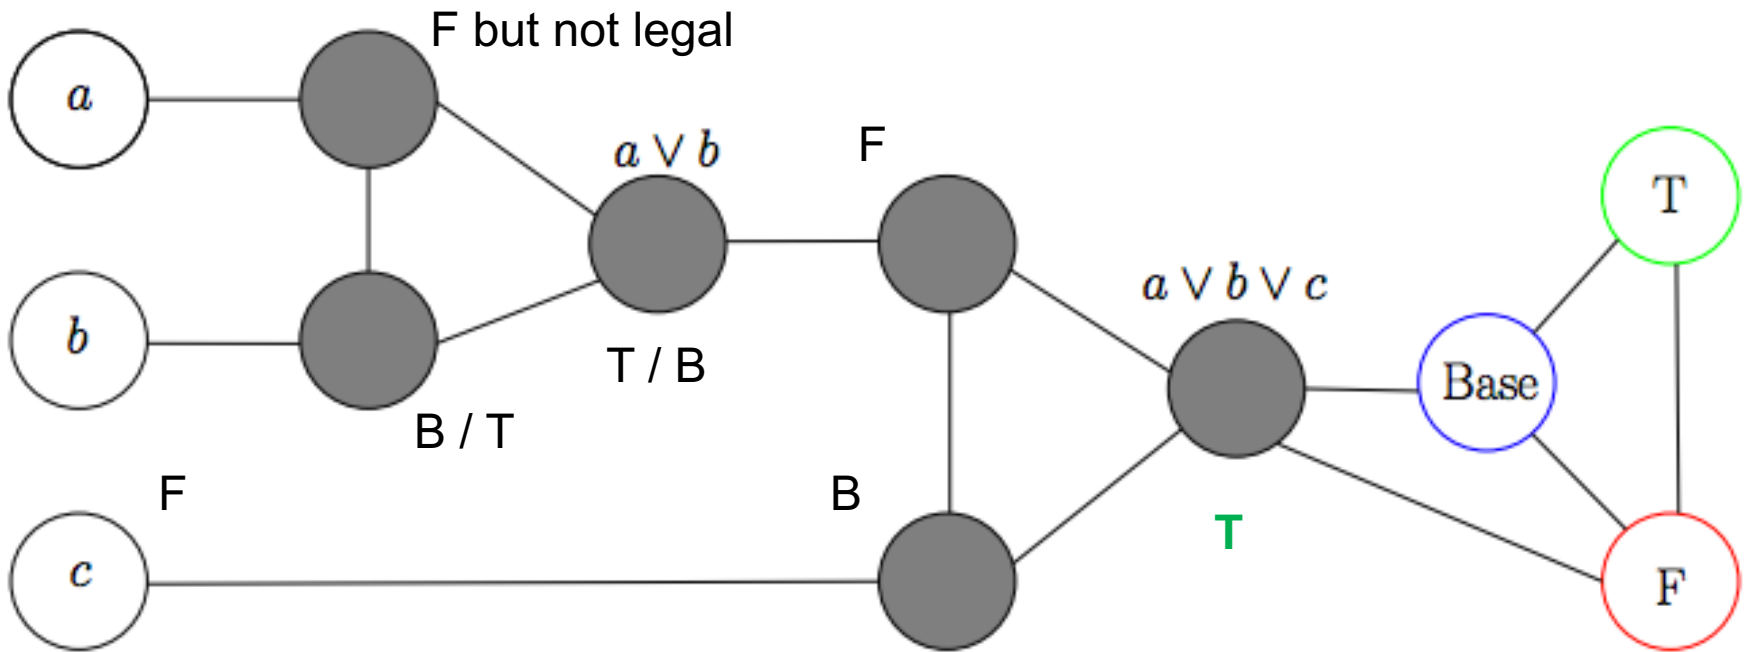 F but not legal
a
a ∨ b
F
T
a ∨ b ∨ c
b
T / B
Base
B / T
F
B
T
c
F